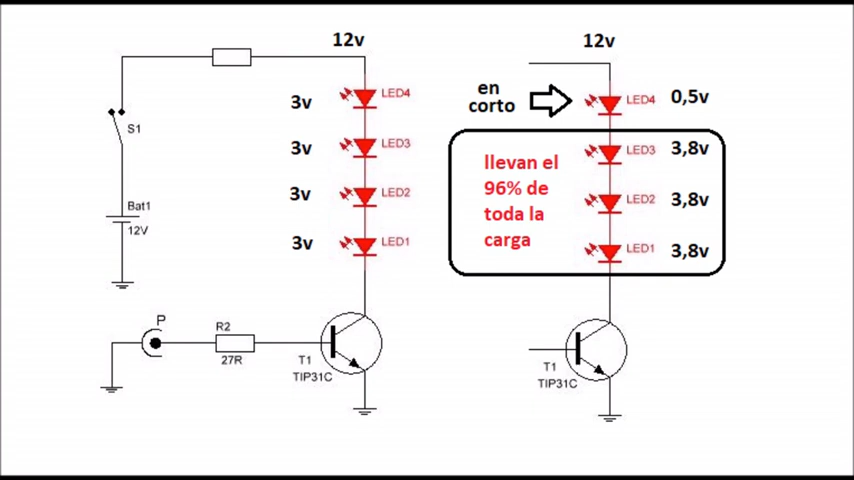 12v
3v
LED4
3v
LED3
3v
LED2
3v
LED1
S1
Bat1
12V
P
R2
27R
T1
TIP31C
12v
en
corto
LED4
0,5v
llevan el
96% de
toda la
carga
LED3
3,8v
LED2
3,8v
LED1
3,8v
T1
TIP31C